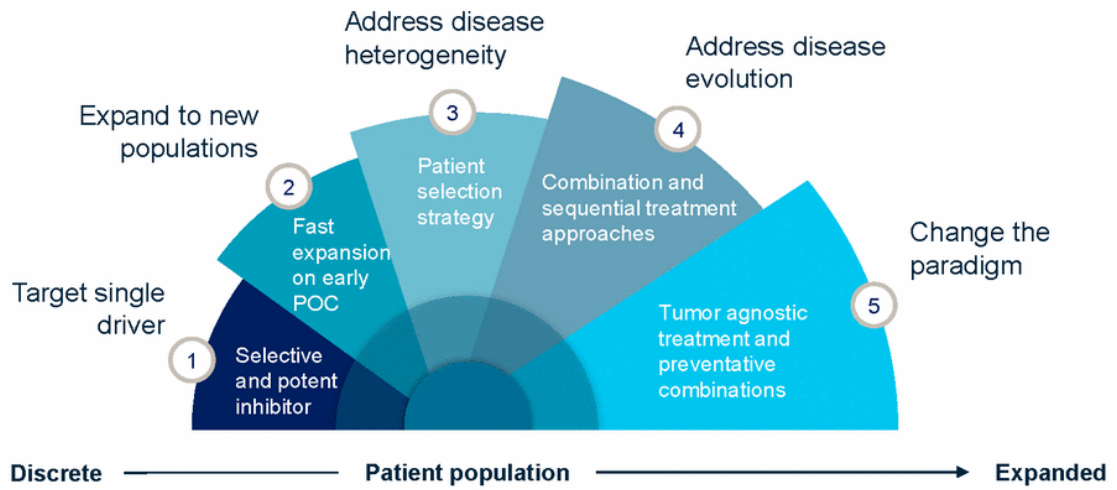 Target single
driver
1
Selective
and potent
inhibitor
Expand to new
populations
2
Fast
expansion
on early
POC
Address disease
heterogeneity
3
Patient
selection
strategy
Address disease
evolution
4
Combination and
sequential treatment
approaches
Change the
paradigm
5
Tumor agnostic
treatment and
preventative
combinations
Discrete
Patient population
Expanded